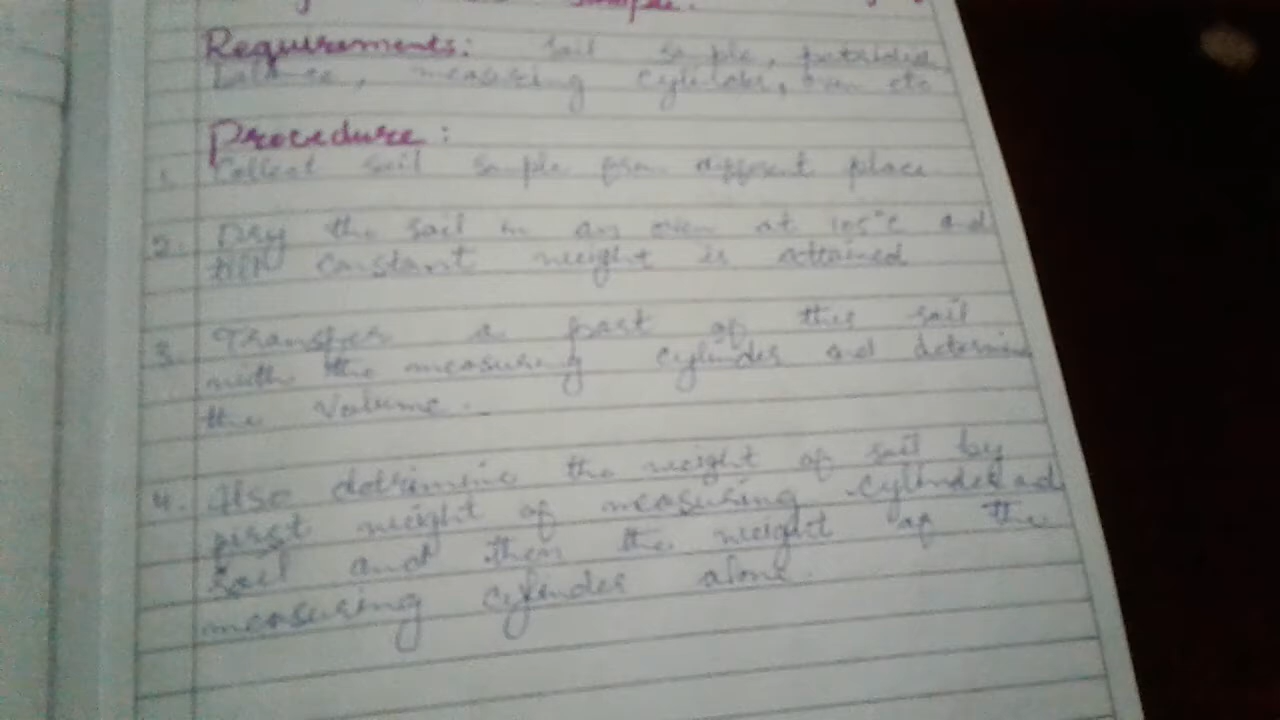 sample.
Requirements: Soil sample,
balance, measuring cylinder, oven etc
Procedure:
1. Collect soil sample from different place
2. Dry the soil in an oven at 105°c and
till constant weight is attained
3. Transfer a part of this soil
with the measuring cylinder and determine
the volume.
4. Also determine the weight of soil by
first weight of measuring cylinder and
soil and then the weight of the
measuring cylinder alone.